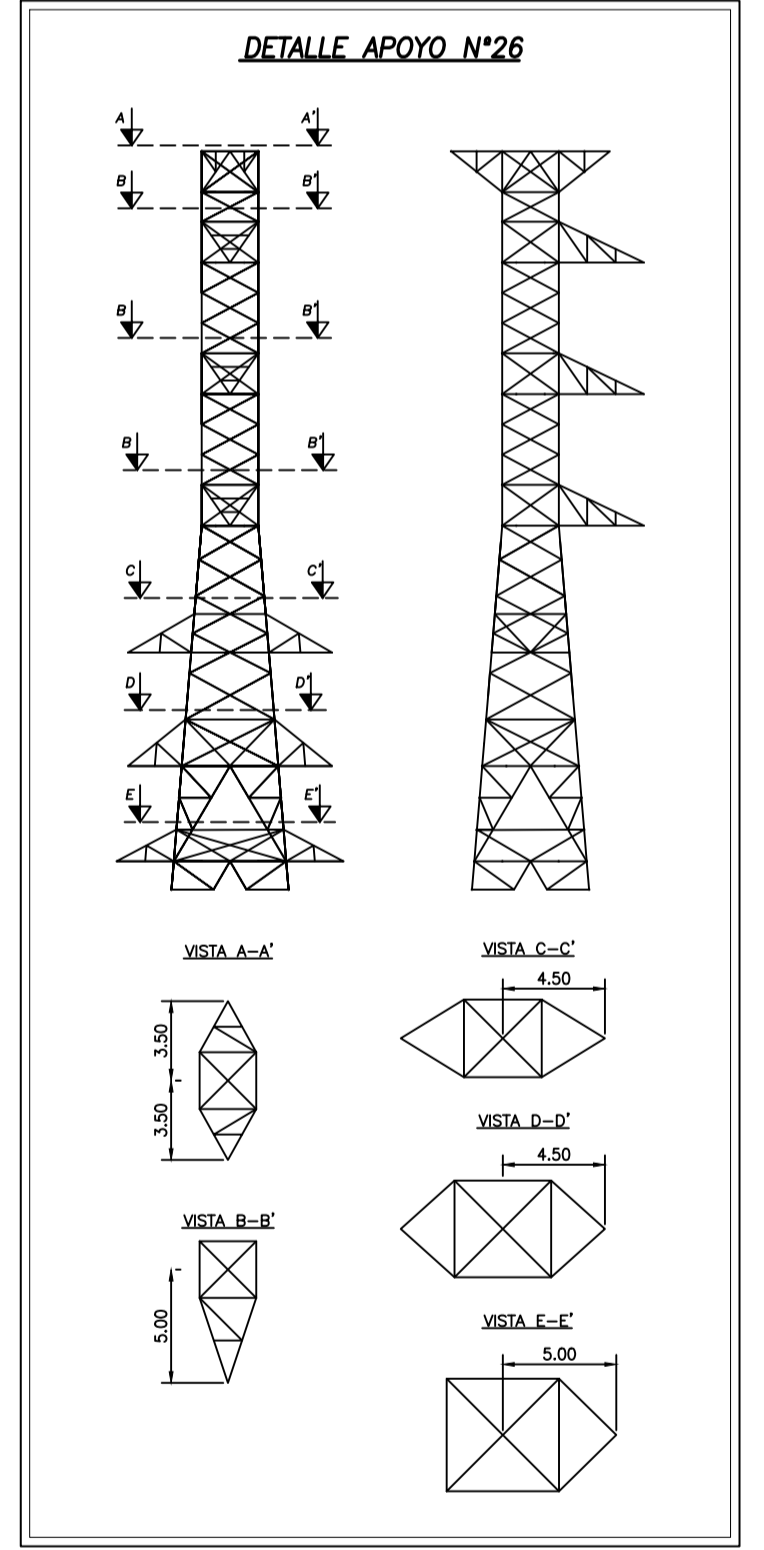 DETALLE APOYO Nº26
A A'
B B'
B B'
B B'
C C'
D D'
E E'
VISTA A-A'
3.50
3.50
VISTA B-B'
5.00
VISTA C-C'
4.50
VISTA D-D'
4.50
VISTA E-E'
5.00